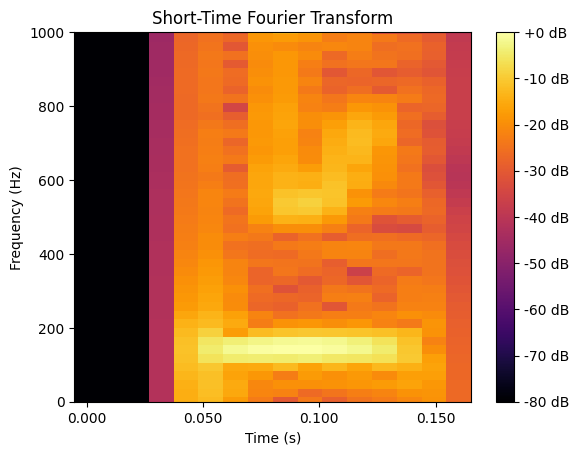 Short-Time Fourier Transform
Frequency (Hz)
1000
800
600
400
200
0
0.000
0.050
0.100
0.150
Time (s)
+0 dB
-10 dB
-20 dB
-30 dB
-40 dB
-50 dB
-60 dB
-70 dB
-80 dB